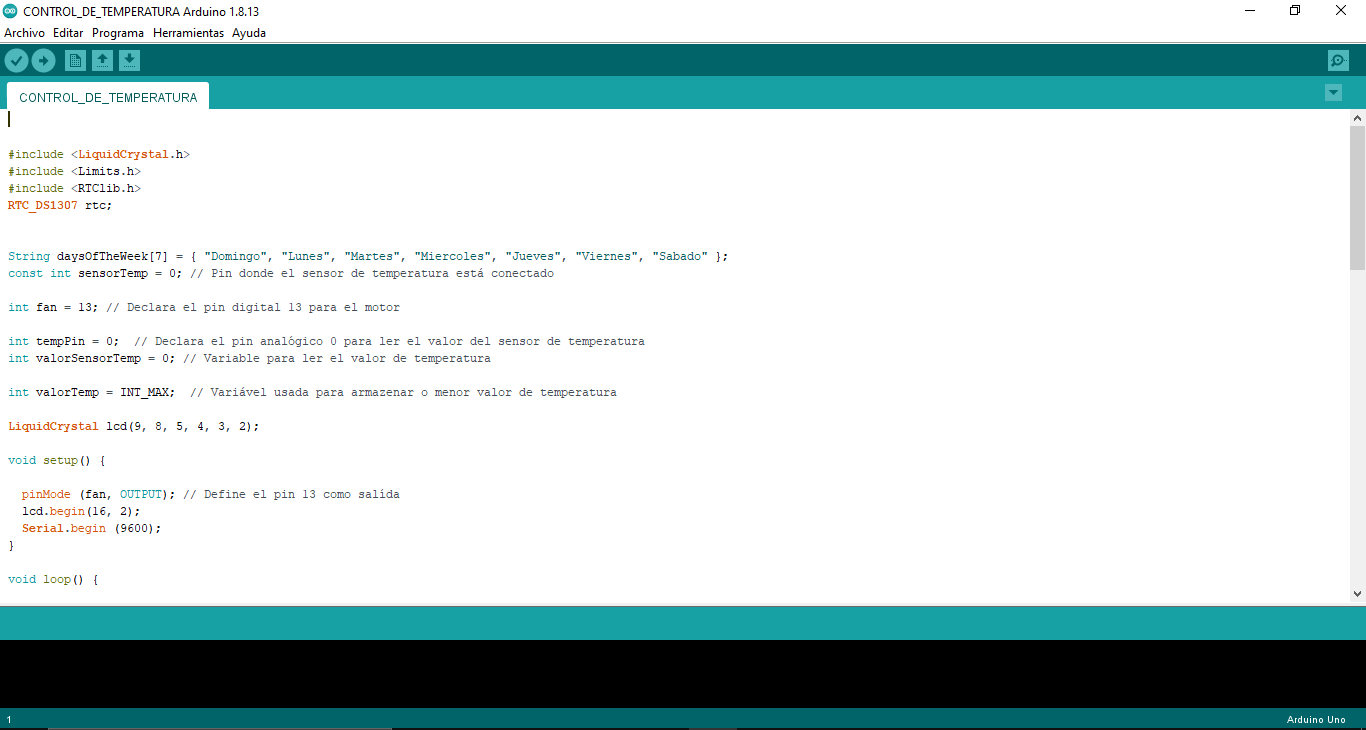 CONTROL_DE_TEMPERATURA Arduino 1.8.13
Archivo Editar Programa Herramientas Ayuda
CONTROL_DE_TEMPERATURA
#include <LiquidCrystal.h>
#include <Limits.h>
#include <RTClib.h>
RTC_DS1307 rtc;
String daysOfTheWeek[7] = { "Domingo", "Lunes", "Martes", "Miercoles", "Jueves", "Viernes", "Sabado" };
const int sensorTemp = 0; // Pin donde el sensor de temperatura está conectado
int fan = 13; // Declara el pin digital 13 para el motor
int tempPin = 0;  // Declara el pin analógico 0 para ler el valor del sensor de temperatura
int valorSensorTemp = 0; // Variable para ler el valor de temperatura
int valorTemp = INT_MAX;  // Variável usada para armazenar o menor valor de temperatura
LiquidCrystal lcd(9, 8, 5, 4, 3, 2);
void setup() {
  pinMode (fan, OUTPUT); // Define el pin 13 como salída
  lcd.begin(16, 2);
  Serial.begin (9600);
}
void loop() {
1
Arduino Uno